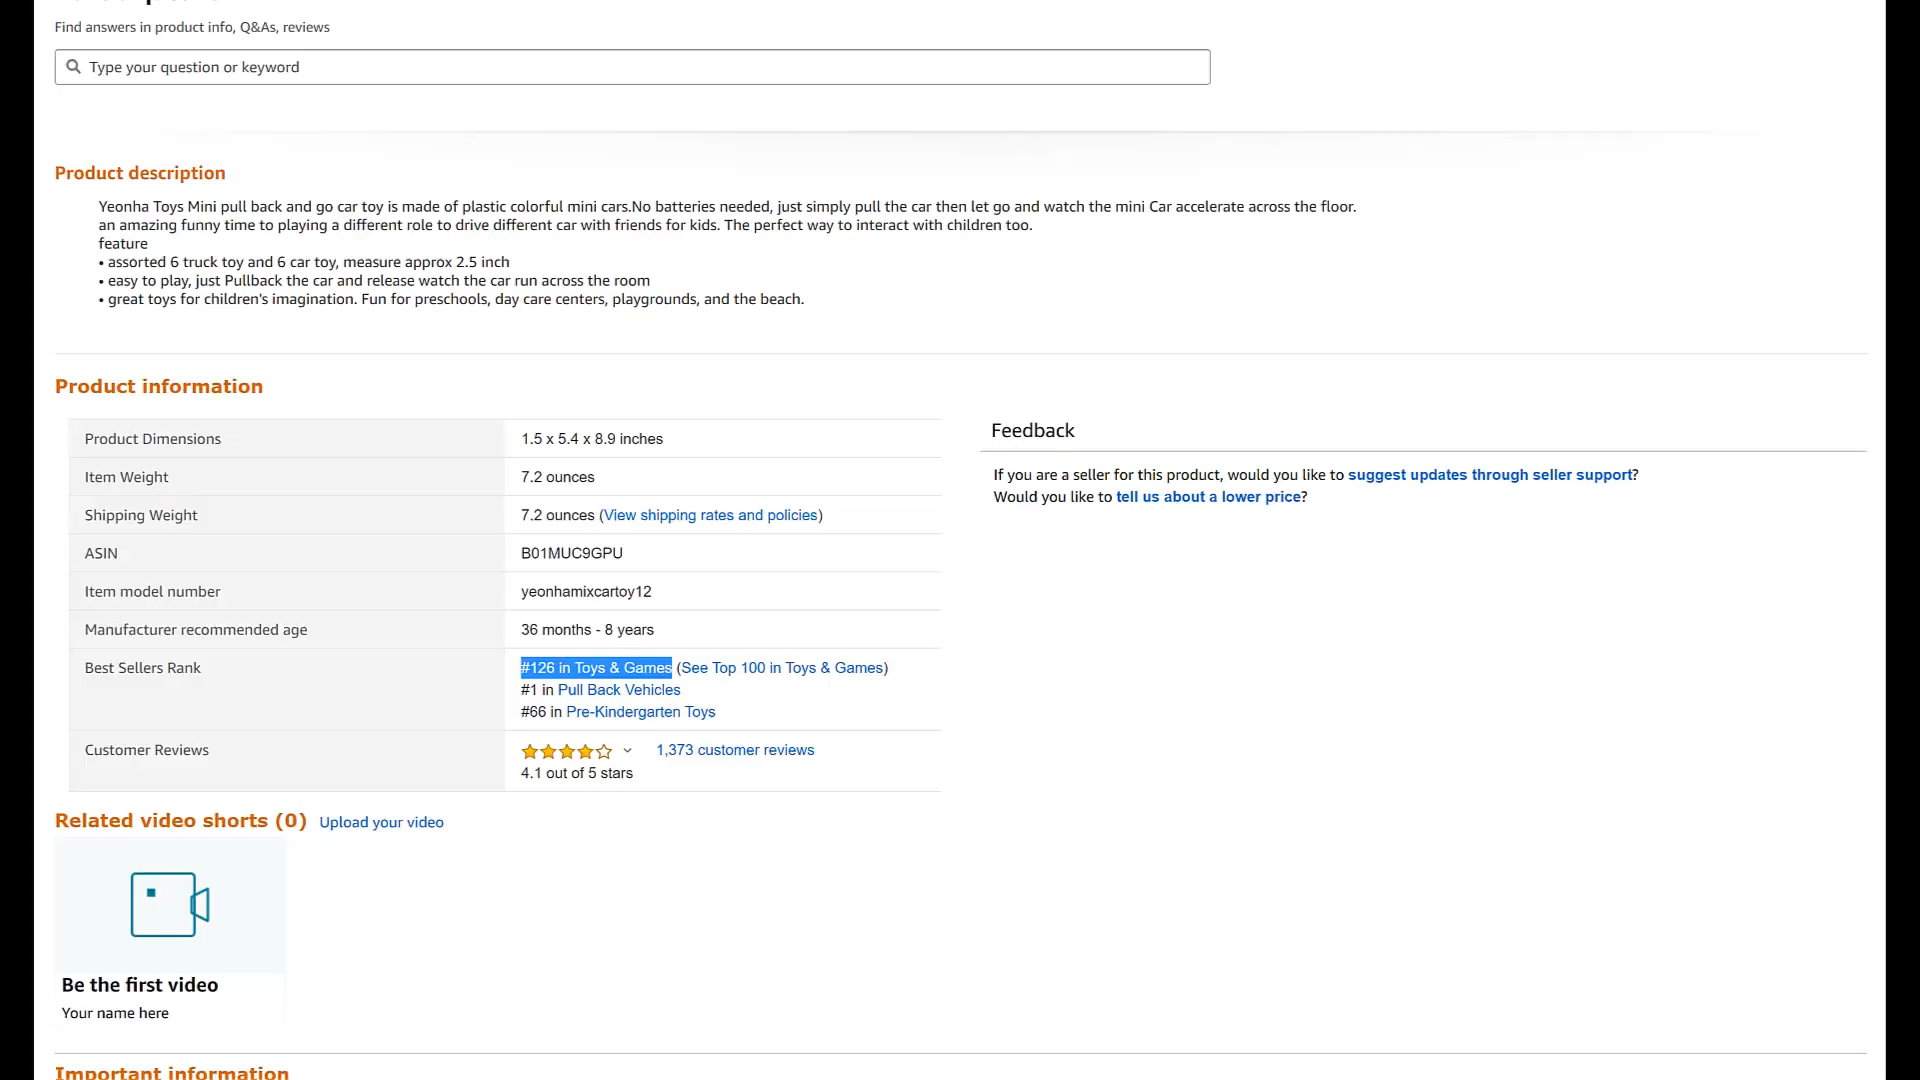 Find answers in product info, Q&As, reviews
Type your question or keyword
Product description
Yeonha Toys Mini pull back and go car toy is made of plastic colorful mini cars.No batteries needed, just simply pull the car then let go and watch the mini Car accelerate across the floor.
an amazing funny time to playing a different role to drive different car with friends for kids. The perfect way to interact with children too.
feature
• assorted 6 truck toy and 6 car toy, measure approx 2.5 inch
• easy to play, just Pullback the car and release watch the car run across the room
• great toys for children's imagination. Fun for preschools, day care centers, playgrounds, and the beach.
Product information
Product Dimensions 1.5 x 5.4 x 8.9 inches
Item Weight 7.2 ounces
Shipping Weight 7.2 ounces (View shipping rates and policies)
ASIN B01MUC9GPU
Item model number yeonhamixcartoy12
Manufacturer recommended age 36 months - 8 years
Best Sellers Rank #126 in Toys & Games (See Top 100 in Toys & Games)
#1 in Pull Back Vehicles
#66 in Pre-Kindergarten Toys
Customer Reviews 1,373 customer reviews
4.1 out of 5 stars
Feedback
If you are a seller for this product, would you like to suggest updates through seller support?
Would you like to tell us about a lower price?
Related video shorts (0) Upload your video
Be the first video
Your name here
Important information